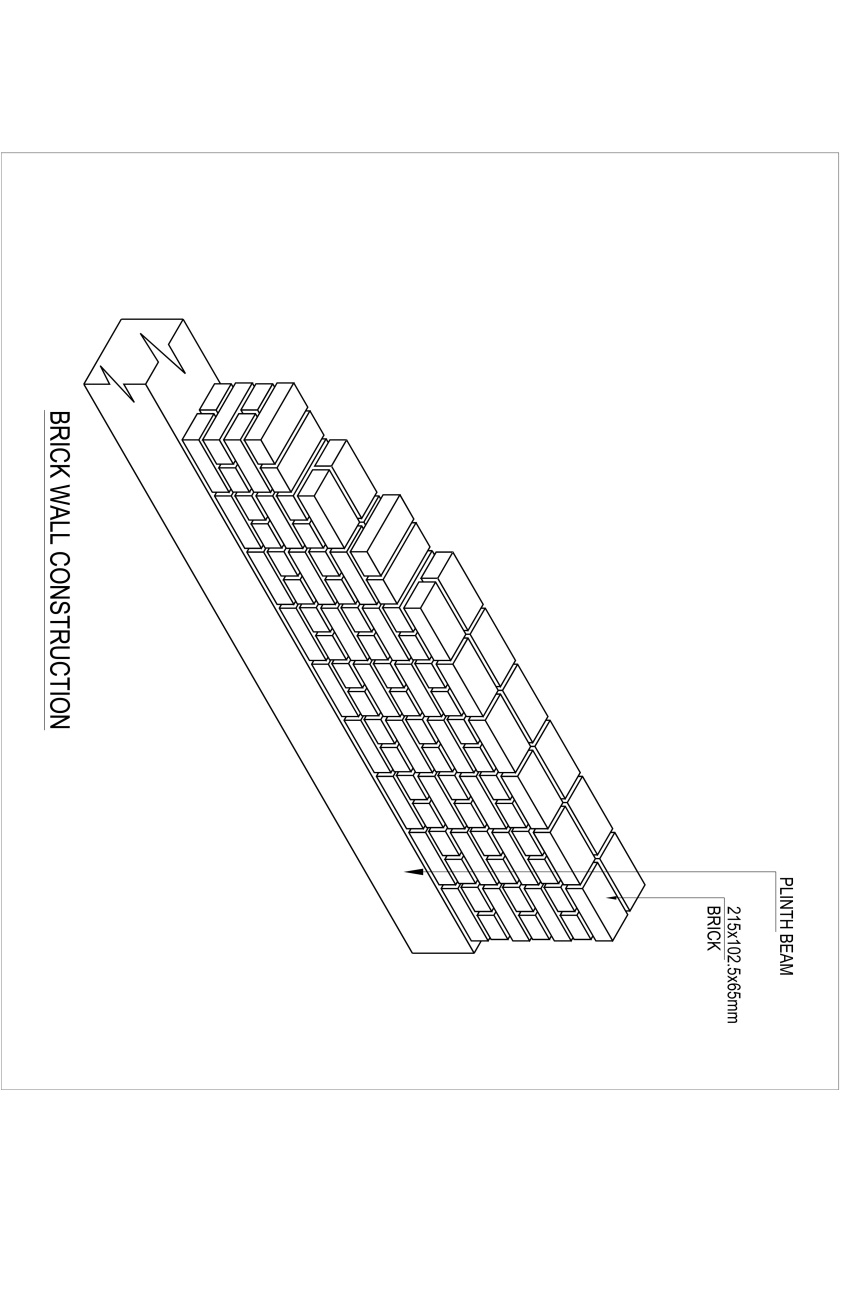 PLINTH BEAM
215x102.5x65mm
BRICK
BRICK WALL CONSTRUCTION